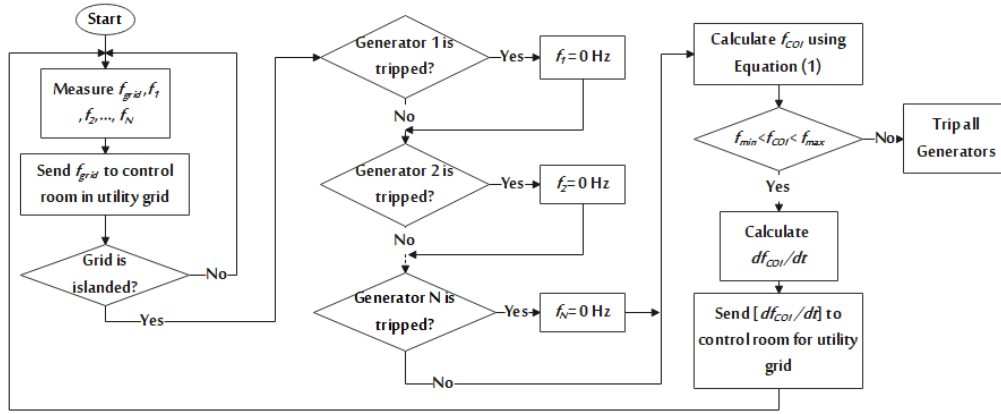 Start
Measure f_grid, f_1
, f_2,..., f_N
Send f_grid to control
room in utility grid
Grid is
islanded?
No
Yes
Generator 1 is
tripped?
Yes
f_1= 0 Hz
No
Generator 2 is
tripped?
Yes
f_2= 0 Hz
No
Generator N is
tripped?
Yes
f_N= 0 Hz
No
Calculate f_COI using
Equation (1)
f_min<f_COI< f_max
No
Trip all
Generators
Yes
Calculate
df_COI/dt
Send [df_COI/dt] to
control room for utility
grid